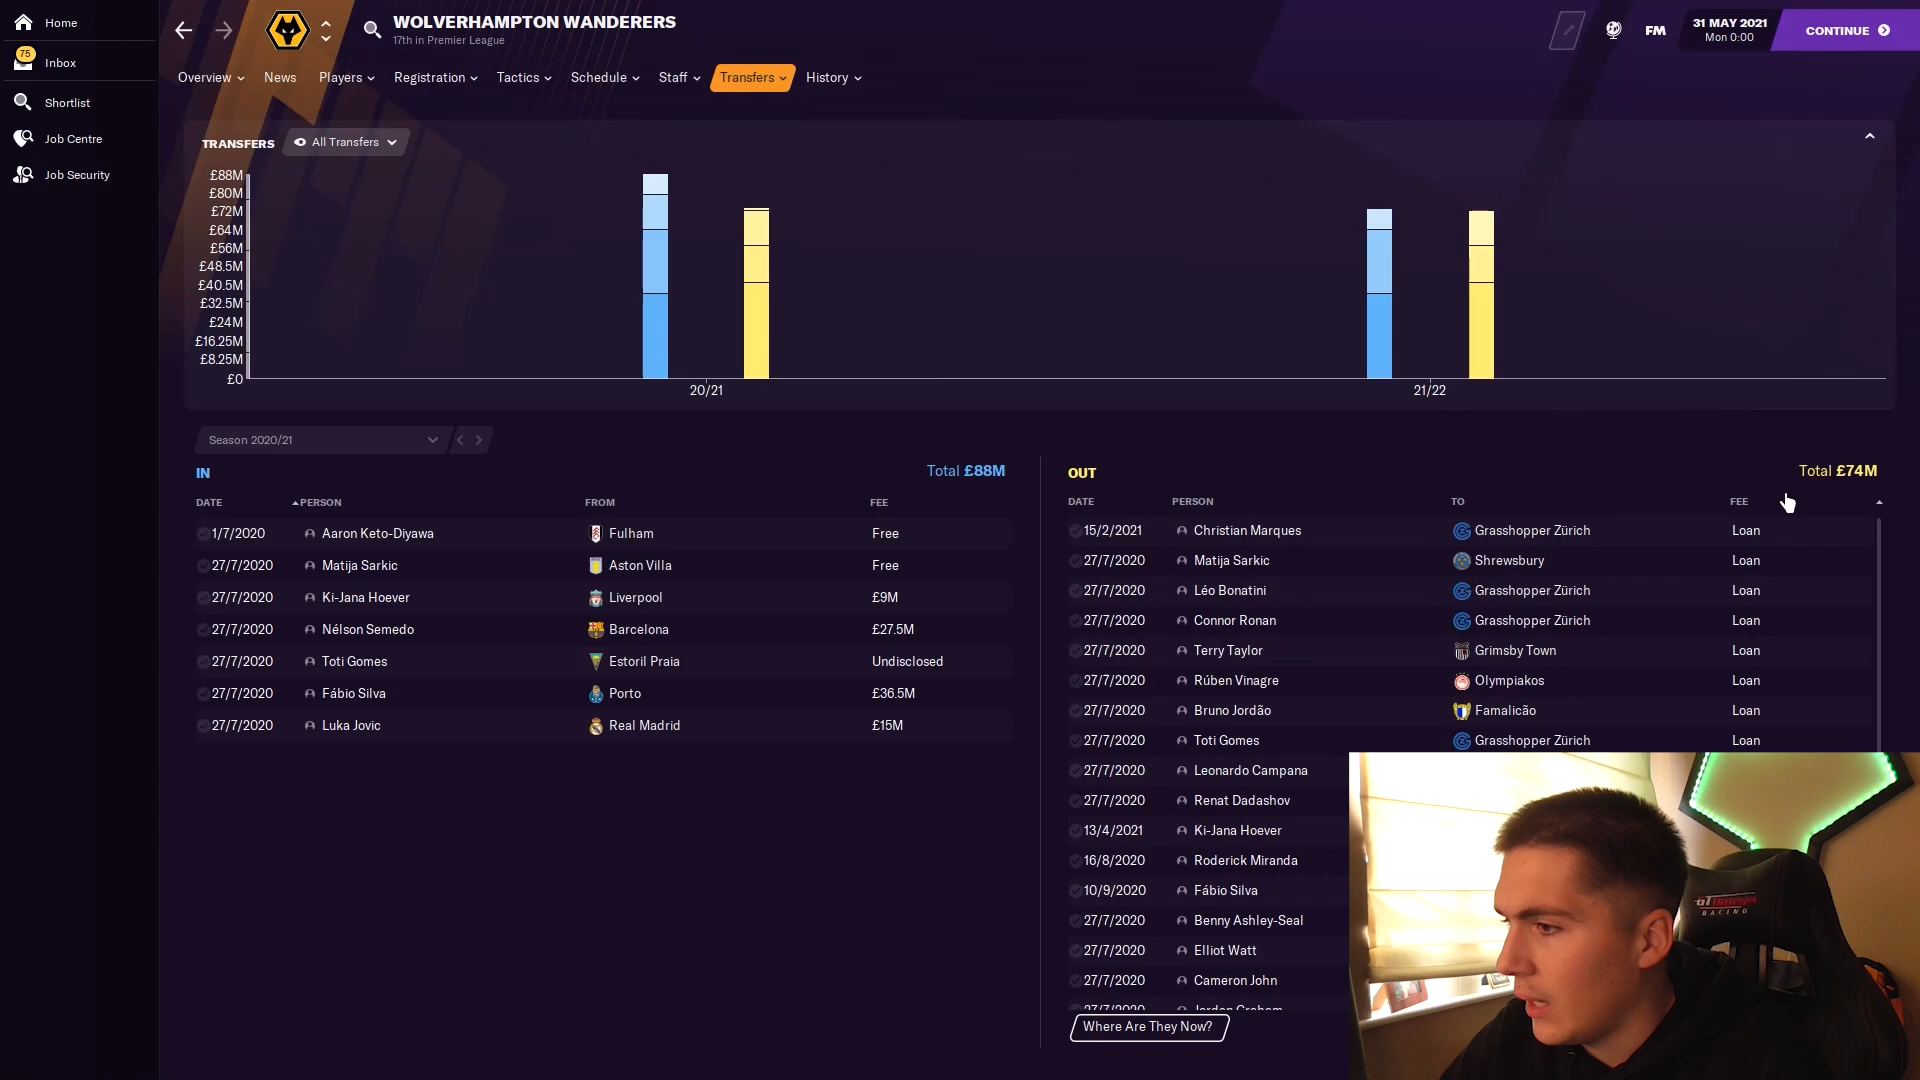 Home
75
Inbox
Shortlist
Job Centre
Job Security
WOLVERHAMPTON WANDERERS
17th in Premier League
FM
31 MAY 2021
Mon 0:00
CONTINUE
Overview
News
Players
Registration
Tactics
Schedule
Staff
Transfers
History
TRANSFERS
All Transfers
£88M
£80M
£72M
£64M
£56M
£48.5M
£40.5M
£32.5M
£24M
£16.25M
£8.25M
£0
20/21
21/22
Season 2020/21
IN
Total £88M
DATE PERSON FROM FEE
1/7/2020 Aaron Keto-Diyawa Fulham Free
27/7/2020 Matija Sarkic Aston Villa Free
27/7/2020 Ki-Jana Hoever Liverpool £9M
27/7/2020 Nélson Semedo Barcelona £27.5M
27/7/2020 Toti Gomes Estoril Praia Undisclosed
27/7/2020 Fábio Silva Porto £36.5M
27/7/2020 Luka Jovic Real Madrid £15M
OUT
Total £74M
DATE PERSON TO FEE
15/2/2021 Christian Marques Grasshopper Zürich Loan
27/7/2020 Matija Sarkic Shrewsbury Loan
27/7/2020 Léo Bonatini Grasshopper Zürich Loan
27/7/2020 Connor Ronan Grasshopper Zürich Loan
27/7/2020 Terry Taylor Grimsby Town Loan
27/7/2020 Rúben Vinagre Olympiakos Loan
27/7/2020 Bruno Jordão Famalicão Loan
27/7/2020 Toti Gomes Grasshopper Zürich Loan
27/7/2020 Leonardo Campana
27/7/2020 Renat Dadashov
13/4/2021 Ki-Jana Hoever
16/8/2020 Roderick Miranda
10/9/2020 Fábio Silva
27/7/2020 Benny Ashley-Seal
27/7/2020 Elliot Watt
27/7/2020 Cameron John
27/7/2020 Jordan Graham
Where Are They Now?
GT Omega
RACING